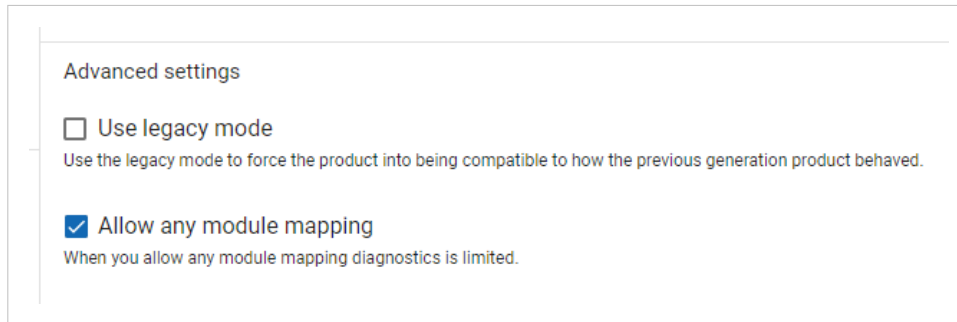 Advanced settings
Use legacy mode
Use the legacy mode to force the product into being compatible to how the previous generation product behaved.
Allow any module mapping
When you allow any module mapping diagnostics is limited.